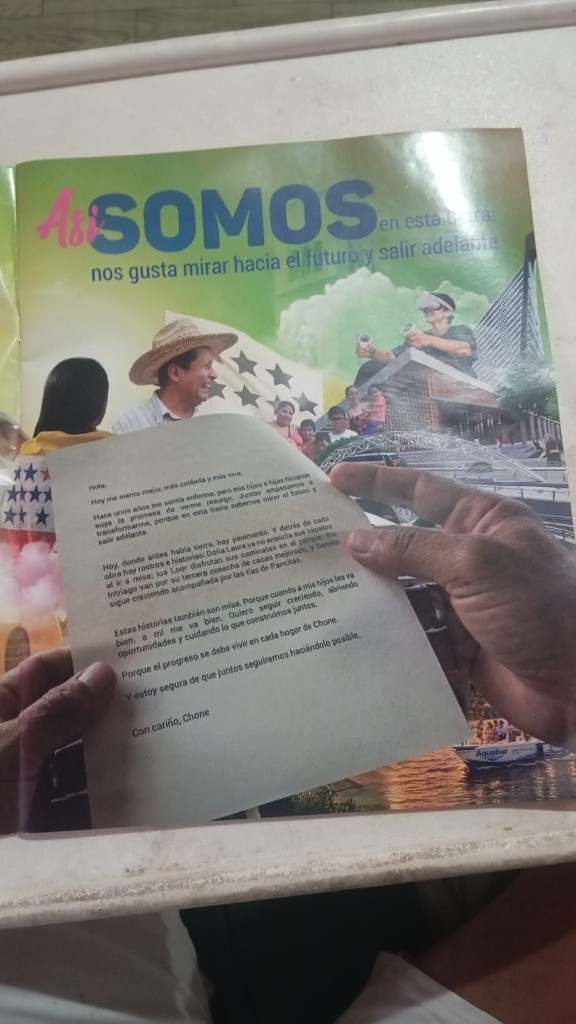 Así SOMOS en esta tierra:
nos gusta mirar hacia el futuro y salir adelante
Hola,
Hoy me siento mejor, más cuidada y más viva.
Hace unos años me sentía enferma, pero mis hijos e hijas hicieron
suya la promesa de verme resurgir. Juntos empezamos a
transformarme, porque en esta tierra sabemos mirar al futuro y
salir adelante.
Hoy, donde antes había tierra, hay pavimento. Y detrás de cada
obra hay rostros e historias: Doña Laura ya no ensucia sus zapatos
al ir a misa; los Loor disfrutan sus caminatas en el parque; los
Intriago van por su tercera cosecha de cacao mejorado, y
sigue creciendo acompañada por las tías de Pancitas.
Estas historias también son mías. Porque cuando a mis hijos les va
bien, a mí me va bien. Quiero seguir creciendo, abriendo
oportunidades y cuidando lo que construimos juntos.
Porque el progreso se debe vivir en cada hogar de Chone.
Y estoy segura de que juntos seguiremos haciéndolo posible.
Con cariño, Chone
Aquabus